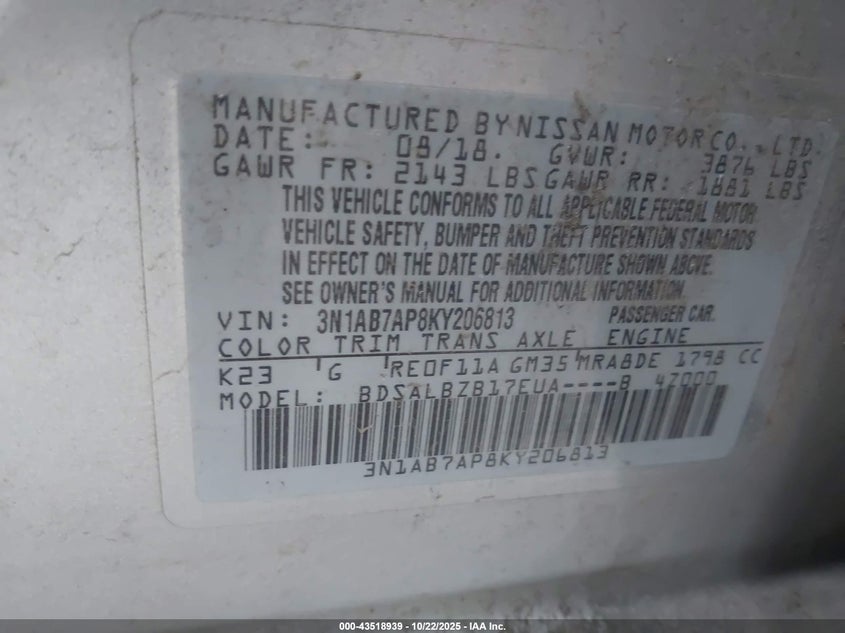 MANUFACTURED BY NISSAN MOTOR CO., LTD.
DATE: 08/18. GVWR: 3876 LBS
GAWR FR: 2143 LBS GAWR RR: 1881 LBS
THIS VEHICLE CONFORMS TO ALL APPLICABLE FEDERAL MOTOR
VEHICLE SAFETY, BUMPER AND THEFT PREVENTION STANDARDS
IN EFFECT ON THE DATE OF MANUFACTURE SHOWN ABOVE.
SEE OWNER'S MANUAL FOR ADDITIONAL INFORMATION.
VIN: 3N1AB7AP8KY206813 PASSENGER CAR.
COLOR TRIM TRANS AXLE ENGINE
K23 G RE0F11A GM35 MRA8DE 1798 CC
MODEL: BDSALBZB17EUA----B 47000
3N1AB7AP8KY206813
000-43518939 - 10/22/2025 - IAA Inc.